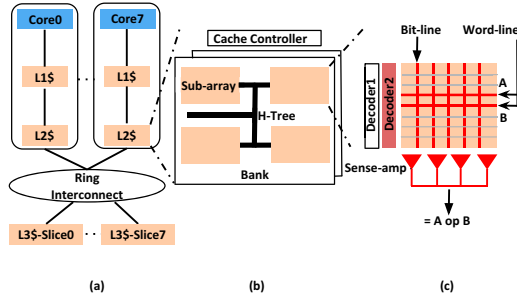 Core0
Core7
L1$
L1$
L2$
L2$
Ring
Interconnect
L3$-Slice0
L3$-Slice7
(a)
Cache Controller
Sub-array
H-Tree
Bank
(b)
Bit-line
Word-line
Decoder1
Decoder2
A
B
Sense-amp
= A op B
(c)